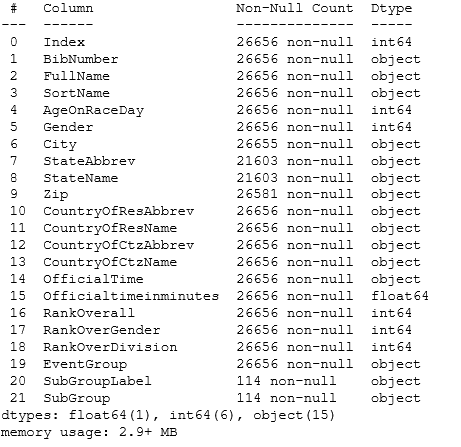 #   Column                Non-Null Count  Dtype
---  ------                --------------  -----
 0   Index                 26656 non-null  int64
 1   BibNumber             26656 non-null  object
 2   FullName              26656 non-null  object
 3   SortName              26656 non-null  object
 4   AgeOnRaceDay          26656 non-null  int64
 5   Gender                26656 non-null  int64
 6   City                  26655 non-null  object
 7   StateAbbrev           21603 non-null  object
 8   StateName             21603 non-null  object
 9   Zip                   26581 non-null  object
 10  CountryOfResAbbrev    26656 non-null  object
 11  CountryOfResName      26656 non-null  object
 12  CountryOfCtzAbbrev    26656 non-null  object
 13  CountryOfCtzName      26656 non-null  object
 14  OfficialTime          26656 non-null  object
 15  Officialtimeinminutes 26656 non-null  float64
 16  RankOverall           26656 non-null  int64
 17  RankOverGender        26656 non-null  int64
 18  RankOverDivision      26656 non-null  int64
 19  EventGroup            26656 non-null  object
 20  SubGroupLabel         114 non-null    object
 21  SubGroup              114 non-null    object
dtypes: float64(1), int64(6), object(15)
memory usage: 2.9+ MB